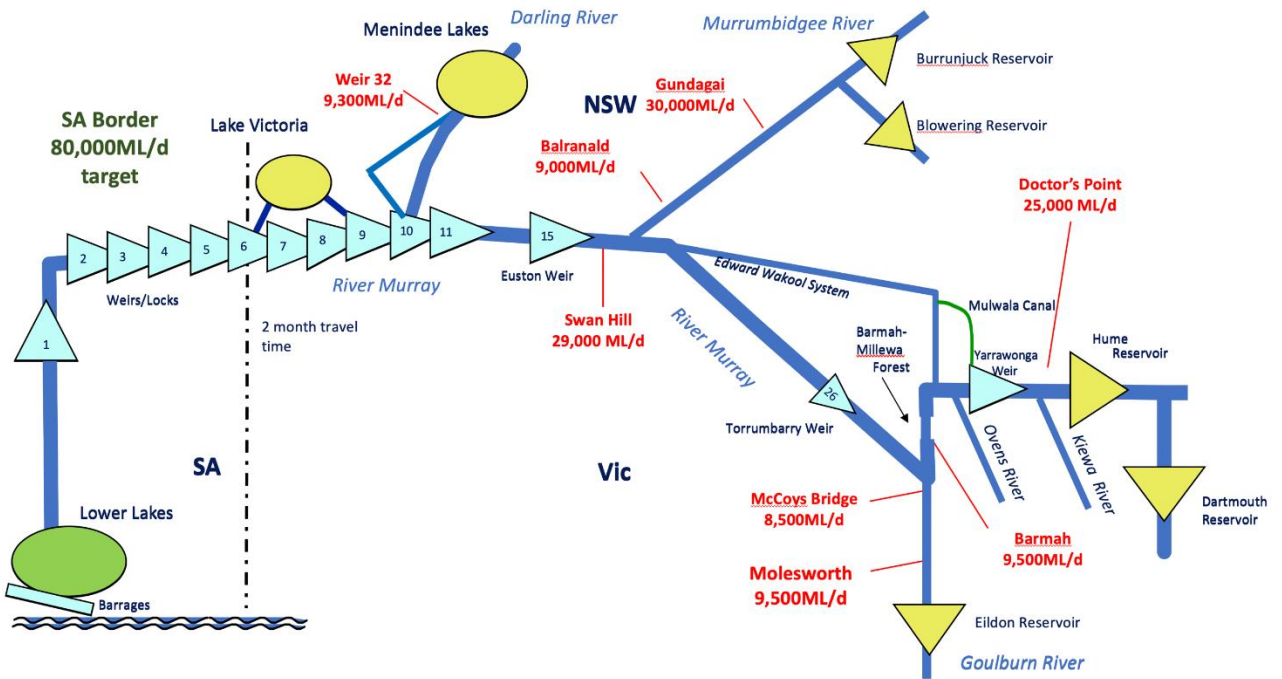 Darling River
Menindee Lakes
Murrumbidgee River
Weir 32
9,300ML/d
Burrunjuck Reservoir
Gundagai
30,000ML/d
NSW
SA Border
80,000ML/d
target
Lake Victoria
Balranald
9,000ML/d
Blowering Reservoir
Doctor's Point
25,000 ML/d
2
3
4
5
6
7
8
9
10
11
15
Weirs/Locks
River Murray
Euston Weir
Edward Wakool System
Mulwala Canal
2 month travel
time
Swan Hill
29,000 ML/d
River Murray
Barmah-
Millewa
Forest
Yarrawonga
Weir
Hume
Reservoir
1
26
Torrumbarry Weir
Ovens River
Kiewa River
SA
Vic
McCoys Bridge
8,500ML/d
Dartmouth
Reservoir
Lower Lakes
Barmah
9,500ML/d
Molesworth
9,500ML/d
Barrages
Eildon Reservoir
Goulburn River